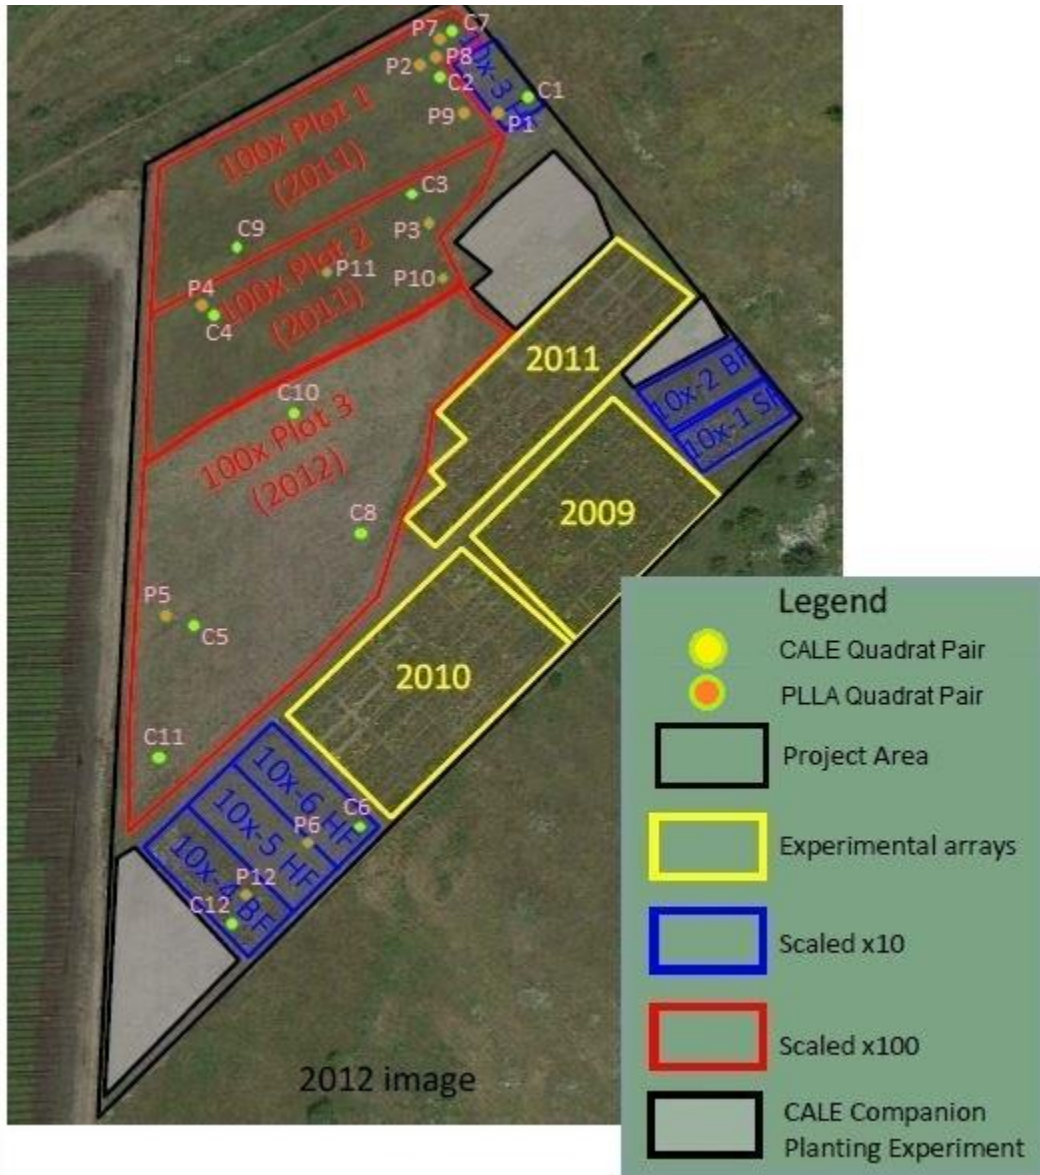 P7
C7
P8
P2
C2
10x-3
C1
P9
P1
100x Plot 1
(2011)
C3
P3
C9
100x Plot 2
(2011)
P11
P10
P4
C4
2011
10x-2 BF
10x-1
C10
100x Plot 3
(2012)
C8
2009
P5
C5
2010
C11
10x-6 HF
C6
10x-5 HF
P6
10x-4 BF
P12
C12
2012 image
Legend
CALE Quadrat Pair
PLLA Quadrat Pair
Project Area
Experimental arrays
Scaled x10
Scaled x100
CALE Companion
Planting Experiment